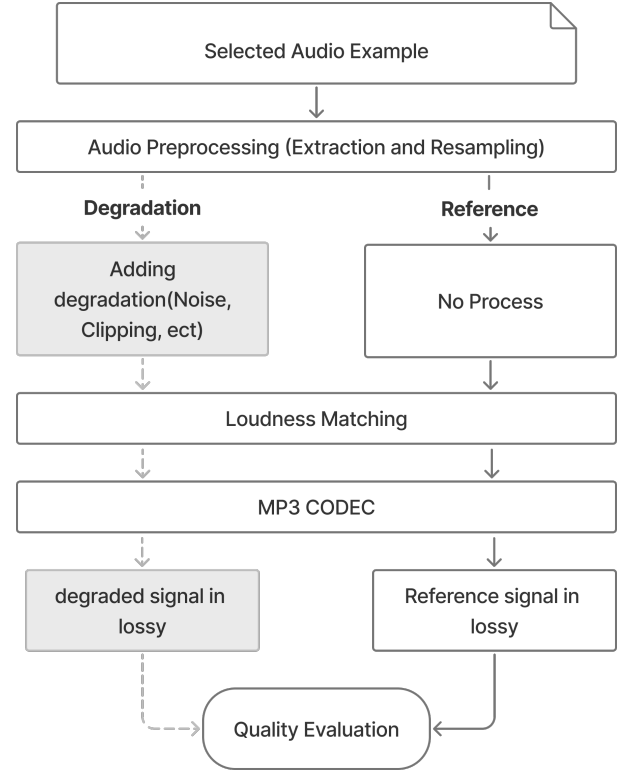 Selected Audio Example
Audio Preprocessing (Extraction and Resampling)
Degradation
Reference
Adding
degradation(Noise,
Clipping, ect)
No Process
Loudness Matching
MP3 CODEC
degraded signal in
lossy
Reference signal in
lossy
Quality Evaluation